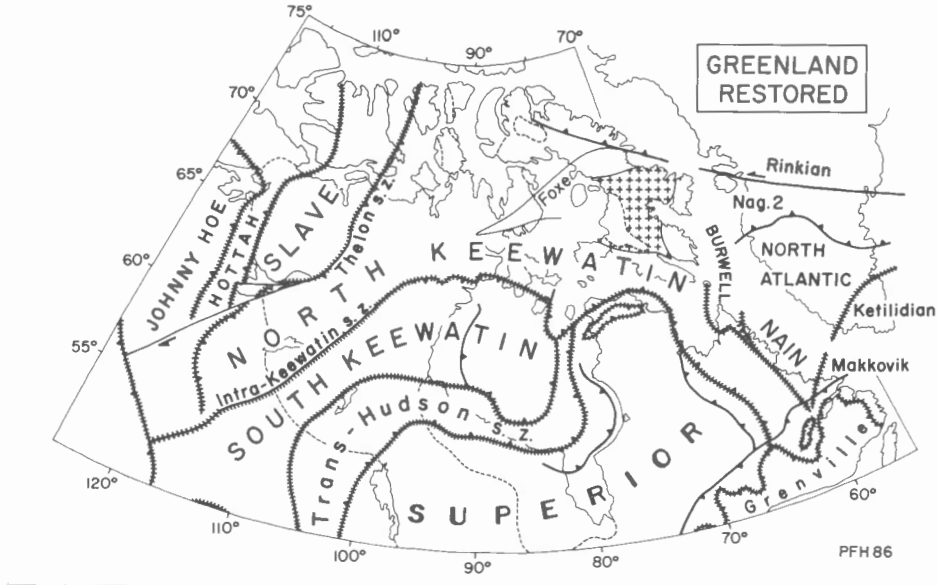 75°
110°
90°
70°
GREENLAND
RESTORED
70°
65°
60°
55°
120°
110°
100°
90°
80°
70°
60°
JOHNNY HOE
HOTTAH
SLAVE
Thelon s.z.
Foxe
Rinkian
Nag.2
BURWELL
NORTH
ATLANTIC
Ketilidian
NAIN
Makkovik
NORTH KEEWATIN
Intra-Keewatin s.z.
SOUTH KEEWATIN
Trans-Hudson s.z.
SUPERIOR
Grenville
PFH 86